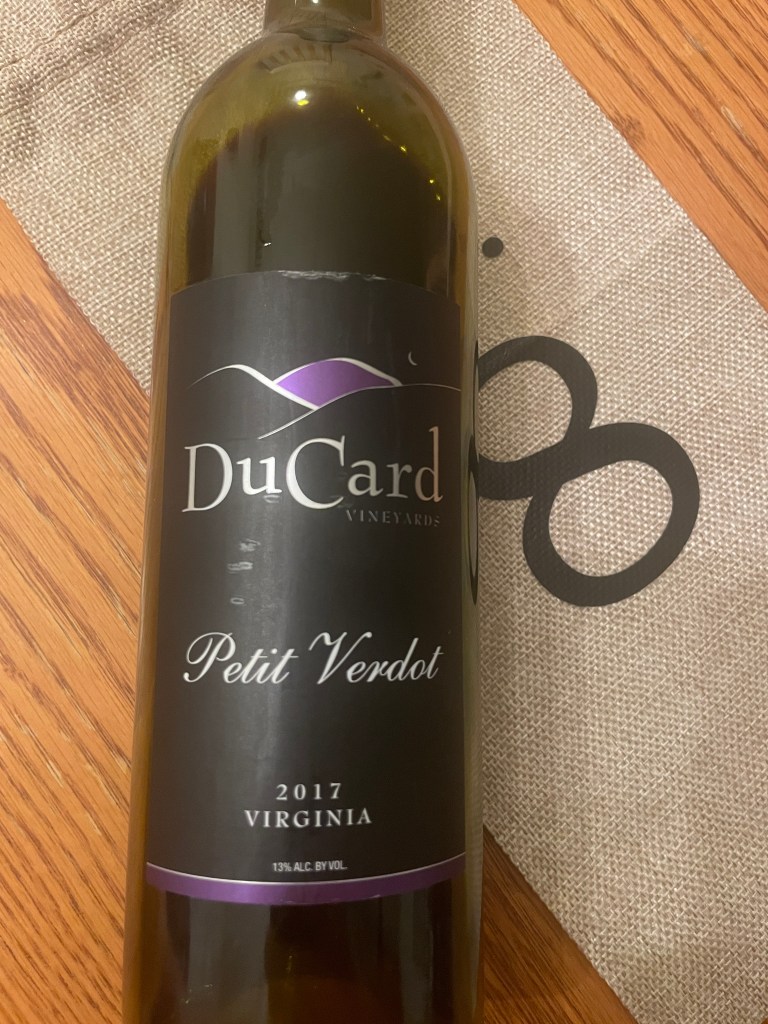 DuCard
VINEYARDS
Petit Verdot
2017
VIRGINIA
13% ALC. BY VOL.